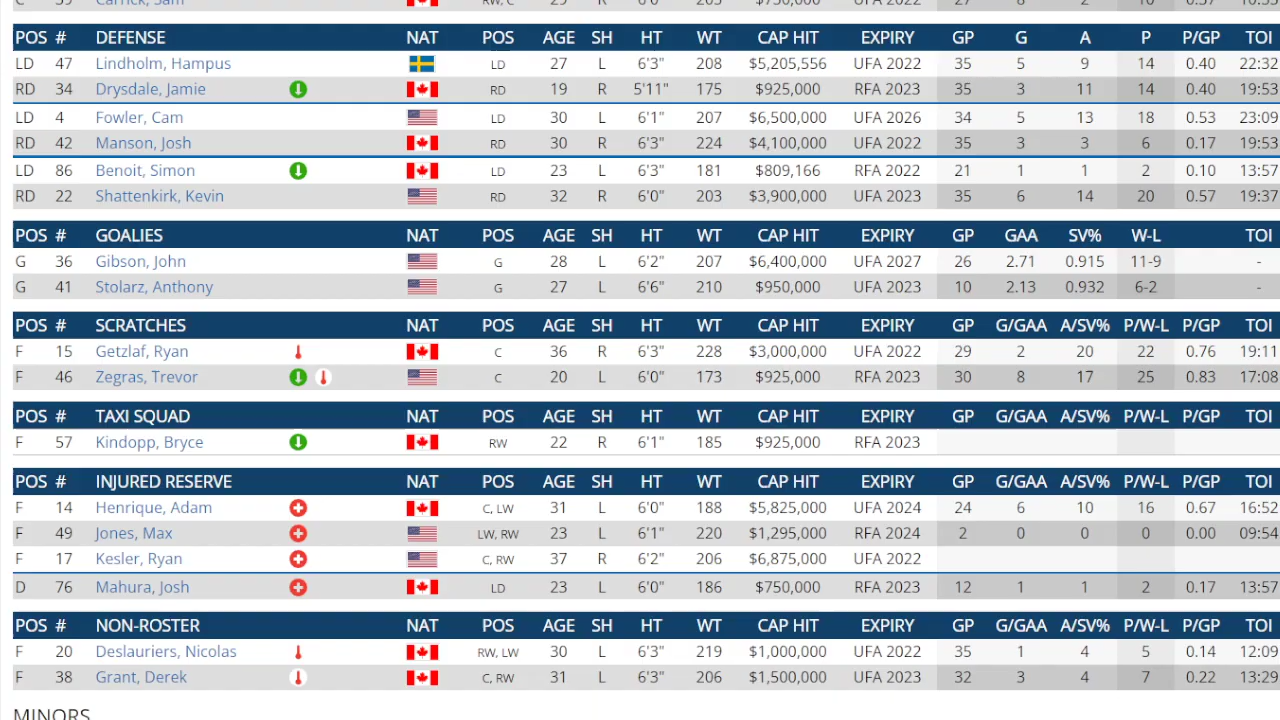 C 39 Carrick, Sam RW, C 29 R 6'0" 203 $750,000 UFA 2022 27 8 2 10 0.37 10:33
POS # DEFENSE NAT POS AGE SH HT WT CAP HIT EXPIRY GP G A P P/GP TOI
LD 47 Lindholm, Hampus LD 27 L 6'3" 208 $5,205,556 UFA 2022 35 5 9 14 0.40 22:32
RD 34 Drysdale, Jamie RD 19 R 5'11" 175 $925,000 RFA 2023 35 3 11 14 0.40 19:53
LD 4 Fowler, Cam LD 30 L 6'1" 207 $6,500,000 UFA 2026 34 5 13 18 0.53 23:09
RD 42 Manson, Josh RD 30 R 6'3" 224 $4,100,000 UFA 2022 35 3 3 6 0.17 19:53
LD 86 Benoit, Simon LD 23 L 6'3" 181 $809,166 RFA 2022 21 1 1 2 0.10 13:57
RD 22 Shattenkirk, Kevin RD 32 R 6'0" 203 $3,900,000 UFA 2023 35 6 14 20 0.57 19:37
POS # GOALIES NAT POS AGE SH HT WT CAP HIT EXPIRY GP GAA SV% W-L TOI
G 36 Gibson, John G 28 L 6'2" 207 $6,400,000 UFA 2027 26 2.71 0.915 11-9 -
G 41 Stolarz, Anthony G 27 L 6'6" 210 $950,000 UFA 2023 10 2.13 0.932 6-2 -
POS # SCRATCHES NAT POS AGE SH HT WT CAP HIT EXPIRY GP G/GAA A/SV% P/W-L P/GP TOI
F 15 Getzlaf, Ryan C 36 R 6'3" 228 $3,000,000 UFA 2022 29 2 20 22 0.76 19:11
F 46 Zegras, Trevor C 20 L 6'0" 173 $925,000 RFA 2023 30 8 17 25 0.83 17:08
POS # TAXI SQUAD NAT POS AGE SH HT WT CAP HIT EXPIRY GP G/GAA A/SV% P/W-L P/GP TOI
F 57 Kindopp, Bryce RW 22 R 6'1" 185 $925,000 RFA 2023
POS # INJURED RESERVE NAT POS AGE SH HT WT CAP HIT EXPIRY GP G/GAA A/SV% P/W-L P/GP TOI
F 14 Henrique, Adam C, LW 31 L 6'0" 188 $5,825,000 UFA 2024 24 6 10 16 0.67 16:52
F 49 Jones, Max LW, RW 23 L 6'1" 220 $1,295,000 RFA 2024 2 0 0 0 0.00 09:54
F 17 Kesler, Ryan C, RW 37 R 6'2" 206 $6,875,000 UFA 2022
D 76 Mahura, Josh LD 23 L 6'0" 186 $750,000 RFA 2023 12 1 1 2 0.17 13:57
POS # NON-ROSTER NAT POS AGE SH HT WT CAP HIT EXPIRY GP G/GAA A/SV% P/W-L P/GP TOI
F 20 Deslauriers, Nicolas RW, LW 30 L 6'3" 219 $1,000,000 UFA 2022 35 1 4 5 0.14 12:09
F 38 Grant, Derek C, RW 31 L 6'3" 206 $1,500,000 UFA 2023 32 3 4 7 0.22 13:29
MINORS